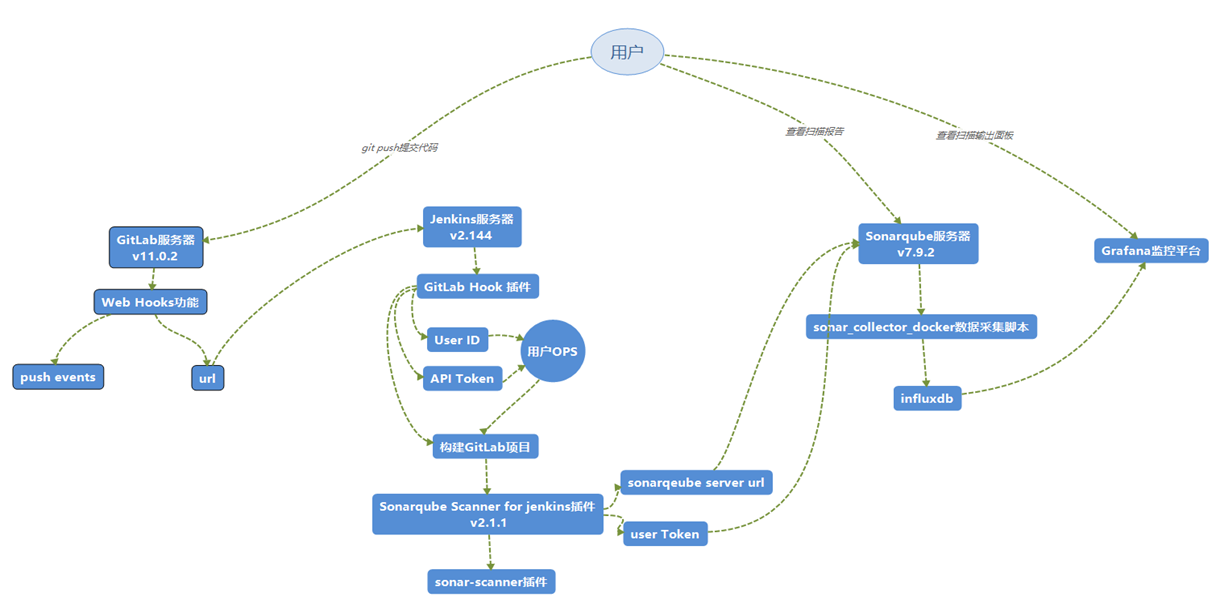 用户
git push提交代码
查看扫描报告
查看扫描输出面板
GitLab服务器
v11.0.2
Web Hooks功能
push events
url
Jenkins服务器
v2.144
GitLab Hook 插件
User ID
API Token
用户OPS
构建GitLab项目
Sonarqube Scanner for jenkins插件
v2.1.1
sonar-scanner插件
sonarqeube server url
user Token
Sonarqube服务器
v7.9.2
sonar_collector_docker数据采集脚本
influxdb
Grafana监控平台